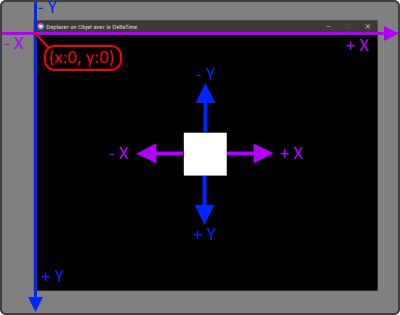 - Y
Deplacer un Objet avec le DeltaTime
- X
+ X
(x:0, y:0)
- Y
- X
+ X
+ Y
+ Y